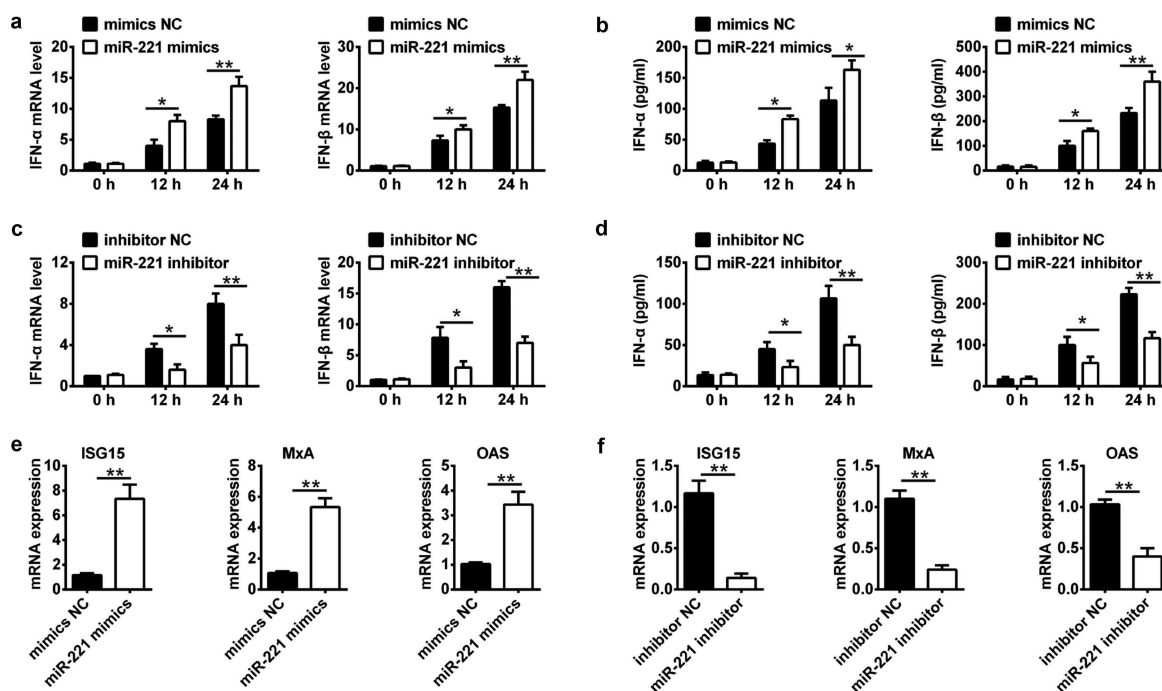 a
mimics NC
miR-221 mimics
IFN-α mRNA level
20
15
10
5
0
*
**
0 h 12 h 24 h
mimics NC
miR-221 mimics
IFN-β mRNA level
30
20
10
0
*
**
0 h 12 h 24 h
b
mimics NC
miR-221 mimics
IFN-α (pg/ml)
200
150
100
50
0
*
*
0 h 12 h 24 h
mimics NC
miR-221 mimics
IFN-β (pg/ml)
500
400
300
200
100
0
*
**
0 h 12 h 24 h
c
inhibitor NC
miR-221 inhibitor
IFN-α mRNA level
12
8
4
0
*
**
0 h 12 h 24 h
inhibitor NC
miR-221 inhibitor
IFN-β mRNA level
20
15
10
5
0
*
**
0 h 12 h 24 h
d
inhibitor NC
miR-221 inhibitor
IFN-α (pg/ml)
150
100
50
0
*
**
0 h 12 h 24 h
inhibitor NC
miR-221 inhibitor
IFN-β (pg/ml)
300
200
100
0
*
**
0 h 12 h 24 h
e
ISG15
mRNA expression
10
8
6
4
2
0
**
mimics NC
miR-221 mimics
MxA
mRNA expression
8
6
4
2
0
**
mimics NC
miR-221 mimics
OAS
mRNA expression
5
4
3
2
1
0
**
mimics NC
miR-221 mimics
f
ISG15
mRNA expression
1.5
1.0
0.5
0.0
**
inhibitor NC
miR-221 inhibitor
MxA
mRNA expression
1.5
1.0
0.5
0.0
**
inhibitor NC
miR-221 inhibitor
OAS
mRNA expression
1.5
1.0
0.5
0.0
**
inhibitor NC
miR-221 inhibitor